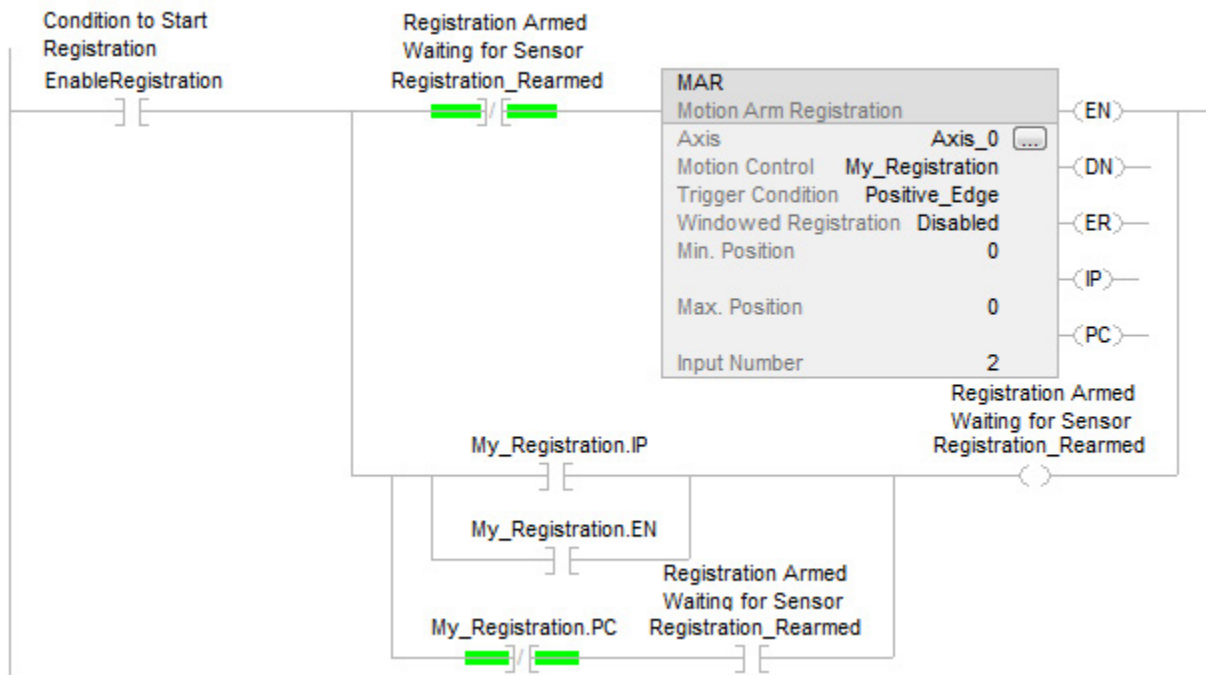 Condition to Start
Registration
EnableRegistration
Registration Armed
Waiting for Sensor
Registration_Rearmed
MAR
Motion Arm Registration
Axis Axis_0 ...
Motion Control My_Registration
Trigger Condition Positive_Edge
Windowed Registration Disabled
Min. Position 0
Max. Position 0
Input Number 2
EN
DN
ER
IP
PC
Registration Armed
Waiting for Sensor
Registration_Rearmed
My_Registration.IP
My_Registration.EN
My_Registration.PC
Registration Armed
Waiting for Sensor
Registration_Rearmed